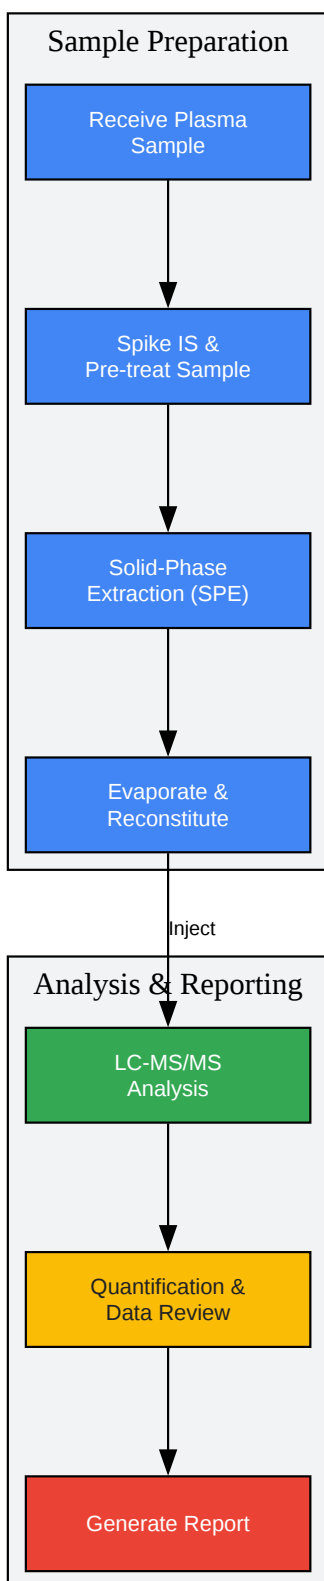 Sample Preparation
Receive Plasma
Sample
Spike IS &
Pre-treat Sample
Solid-Phase
Extraction (SPE)
Evaporate &
Reconstitute
Inject
Analysis & Reporting
LC-MS/MS
Analysis
Quantification &
Data Review
Generate Report